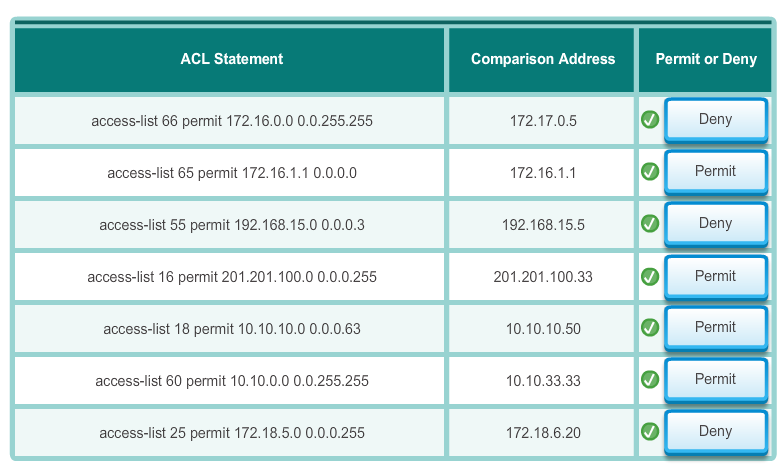 ACL Statement Comparison Address Permit or Deny
access-list 66 permit 172.16.0.0 0.0.255.255 172.17.0.5 Deny
access-list 65 permit 172.16.1.1 0.0.0.0 172.16.1.1 Permit
access-list 55 permit 192.168.15.0 0.0.0.3 192.168.15.5 Deny
access-list 16 permit 201.201.100.0 0.0.0.255 201.201.100.33 Permit
access-list 18 permit 10.10.10.0 0.0.0.63 10.10.10.50 Permit
access-list 60 permit 10.10.0.0 0.0.255.255 10.10.33.33 Permit
access-list 25 permit 172.18.5.0 0.0.0.255 172.18.6.20 Deny